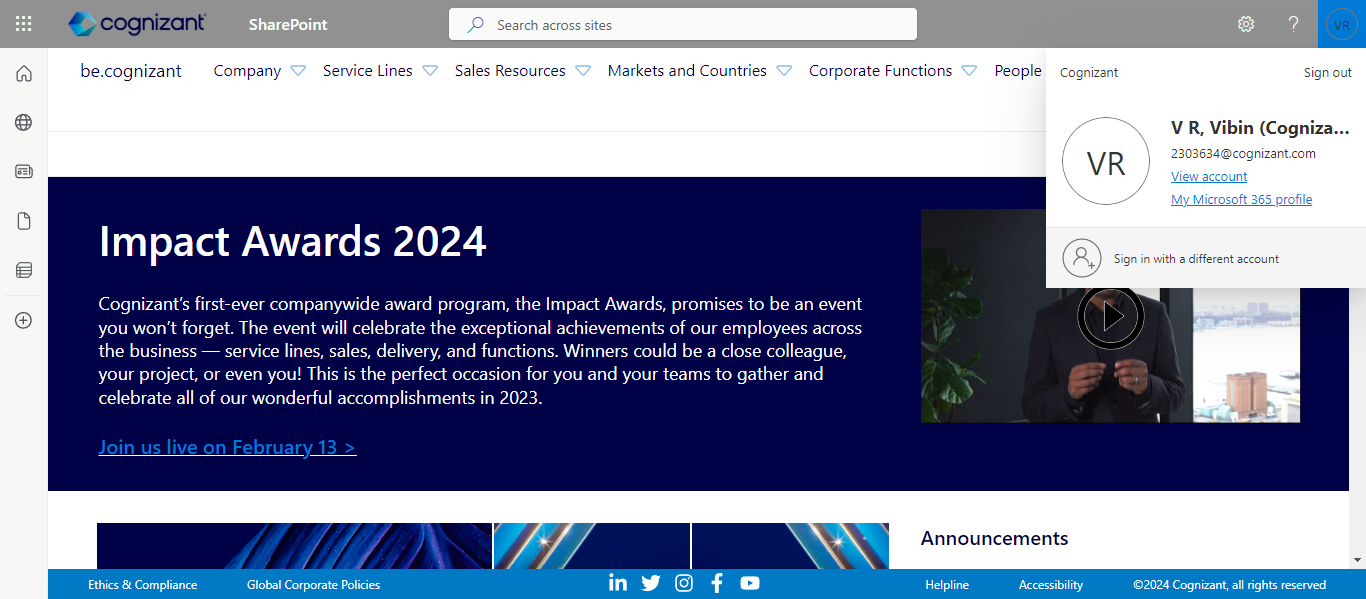 cognizant SharePoint Search across sites ? VR
be.cognizant Company Service Lines Sales Resources Markets and Countries Corporate Functions People
Cognizant Sign out
VR
V R, Vibin (Cogniza...
2303634@cognizant.com
View account
My Microsoft 365 profile
Sign in with a different account
Impact Awards 2024
Cognizant's first-ever companywide award program, the Impact Awards, promises to be an event
you won't forget. The event will celebrate the exceptional achievements of our employees across
the business — service lines, sales, delivery, and functions. Winners could be a close colleague,
your project, or even you! This is the perfect occasion for you and your teams to gather and
celebrate all of our wonderful accomplishments in 2023.
Join us live on February 13 >
Announcements
Ethics & Compliance Global Corporate Policies in f Helpline Accessibility ©2024 Cognizant, all rights reserved